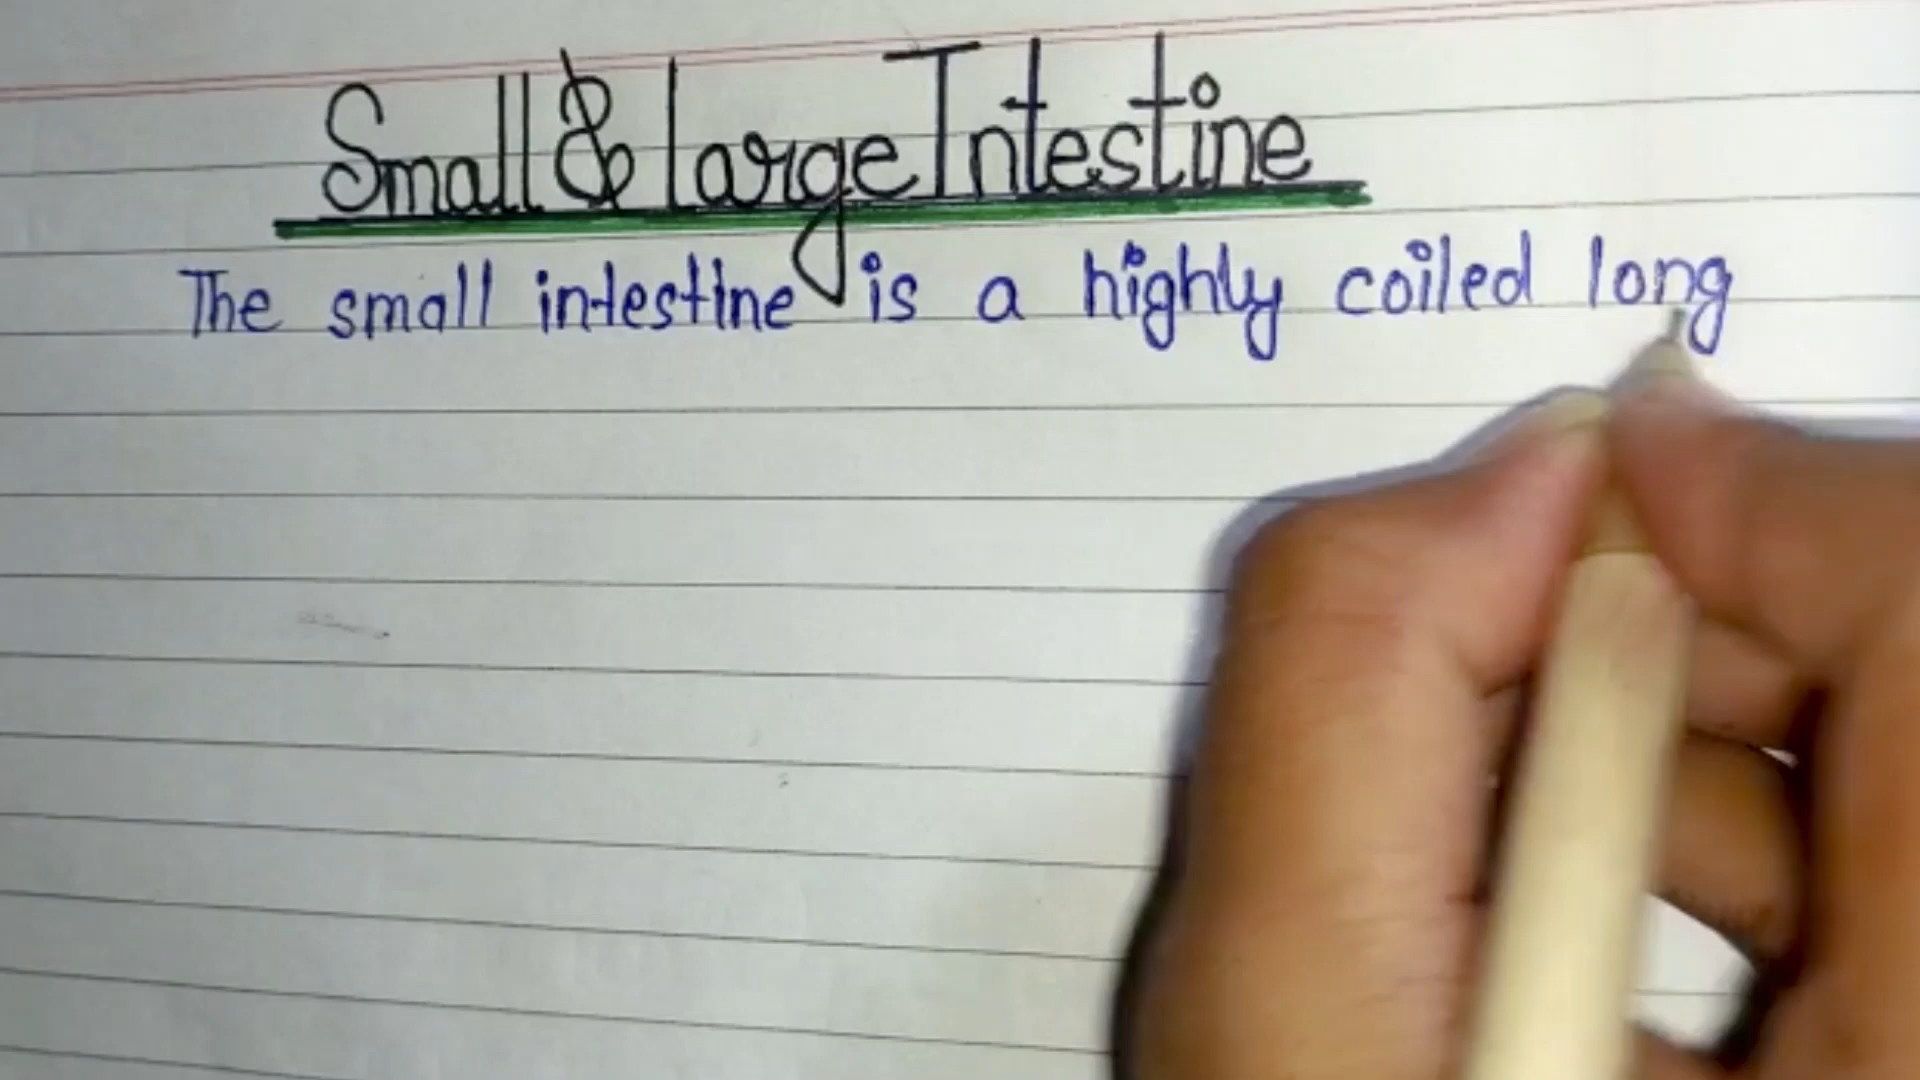 Small & large Intestine
The small intestine is a highly coiled long